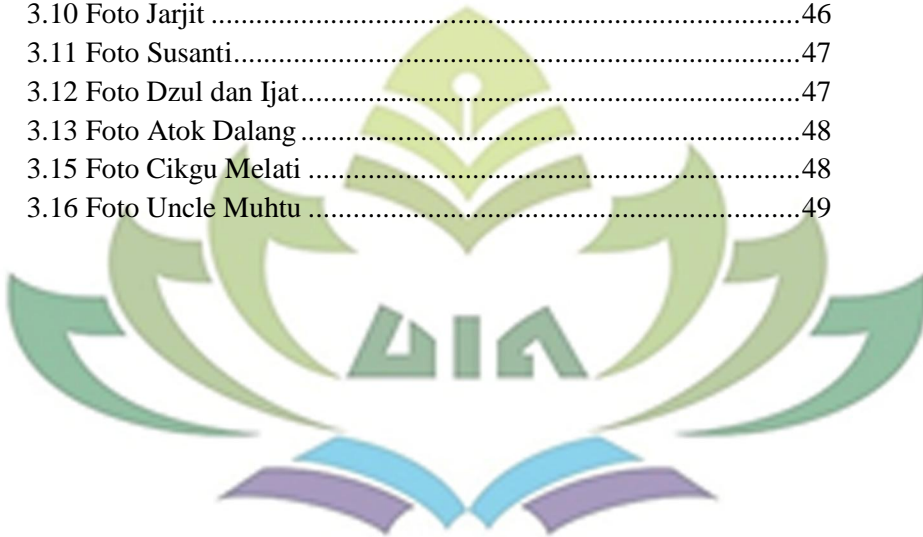 3.10 Foto Jarjit ...........................................................................46
3.11 Foto Susanti........................................................................47
3.12 Foto Dzul dan Ijat...............................................................47
3.13 Foto Atok Dalang ...............................................................48
3.15 Foto Cikgu Melati ..............................................................48
3.16 Foto Uncle Muhtu ..............................................................49
UIN